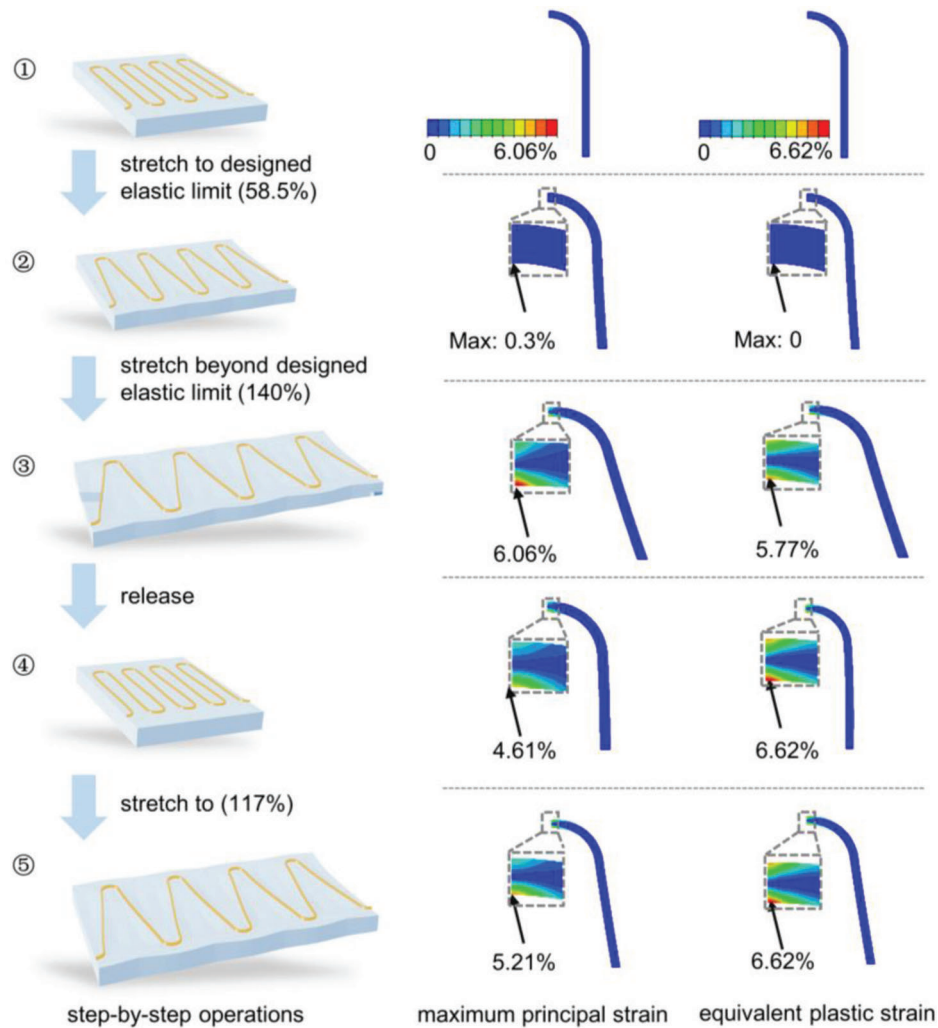 ①
0 6.06%
0 6.62%
stretch to designed
elastic limit (58.5%)
②
Max: 0.3%
Max: 0
stretch beyond designed
elastic limit (140%)
③
6.06%
5.77%
release
④
4.61%
6.62%
stretch to (117%)
⑤
5.21%
6.62%
step-by-step operations
maximum principal strain
equivalent plastic strain